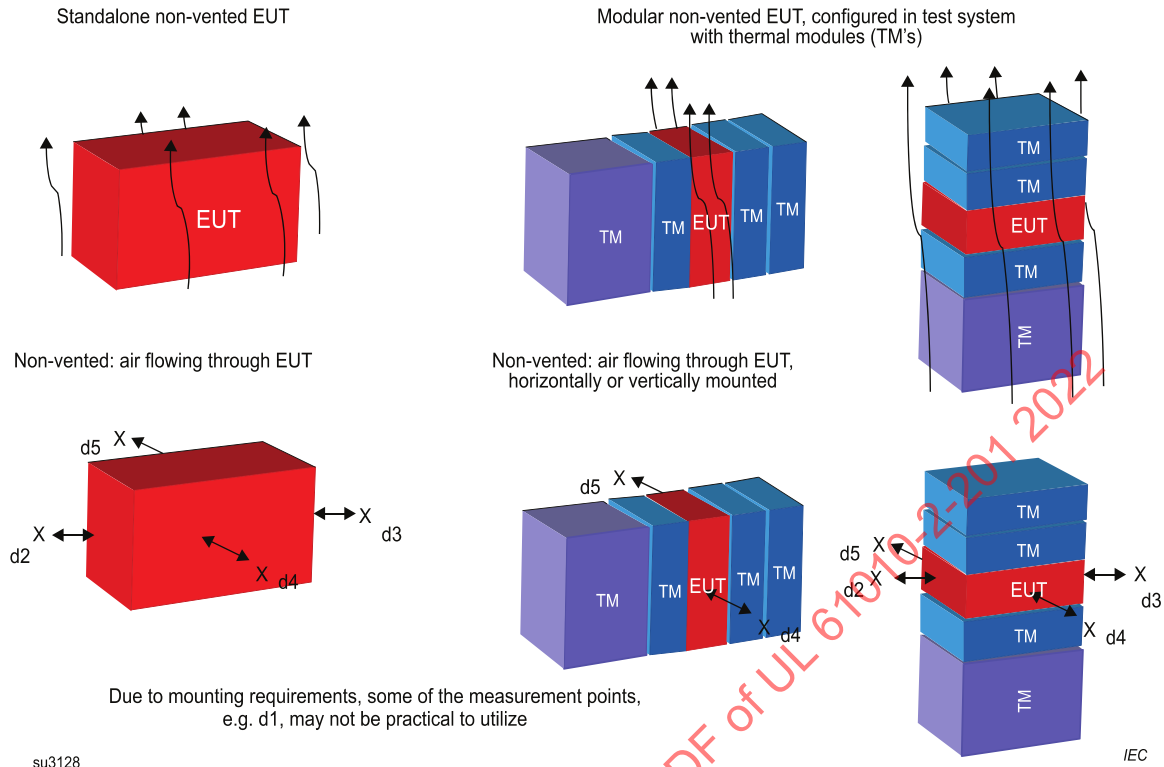 Standalone non-vented EUT
Modular non-vented EUT, configured in test system
with thermal modules (TM's)
EUT
TM
TM
EUT
TM
TM
TM
TM
EUT
TM
TM
Non-vented: air flowing through EUT
Non-vented: air flowing through EUT,
horizontally or vertically mounted
d5 X
X
d2
X
d3
X
d4
d5 X
TM
TM
EUT
TM
TM
X
d4
TM
TM
d5 X
d2 X
EUT
X
d3
X
d4
TM
TM
Due to mounting requirements, some of the measurement points,
e.g. d1, may not be practical to utilize
su3128
IEC
DF of UL 61010-2-201 2022